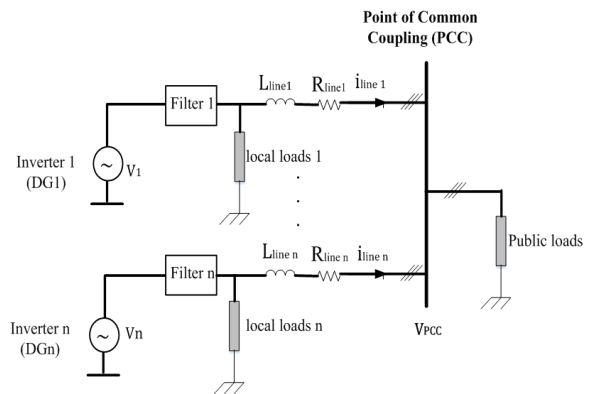 Point of Common
Coupling (PCC)
Lline1
Rline1
iline 1
Filter 1
Inverter 1
(DG1)
V1
local loads 1
Public loads
Lline n
Rline n
iline n
Filter n
Inverter n
(DGn)
Vn
local loads n
VPCC